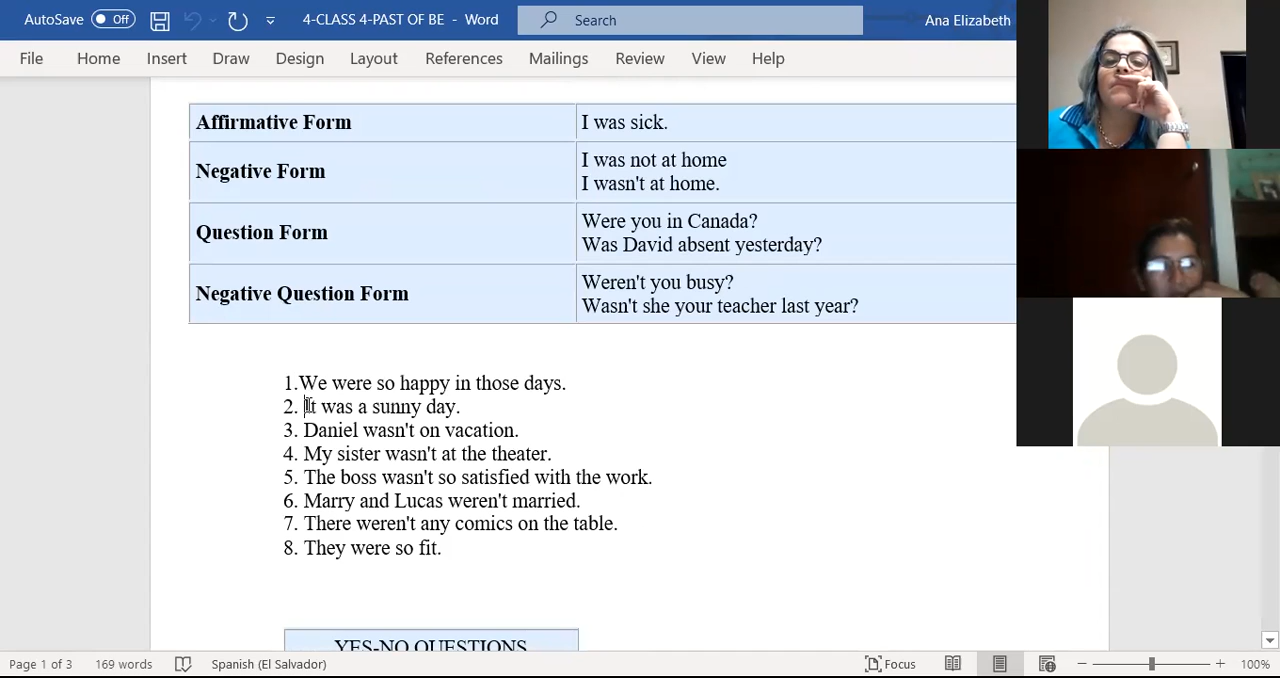 AutoSave Off 4-CLASS 4-PAST OF BE - Word Search Ana Elizabeth
File Home Insert Draw Design Layout References Mailings Review View Help
Affirmative Form I was sick.
Negative Form I was not at home
I wasn't at home.
Question Form Were you in Canada?
Was David absent yesterday?
Negative Question Form Weren't you busy?
Wasn't she your teacher last year?
1.We were so happy in those days.
2. It was a sunny day.
3. Daniel wasn't on vacation.
4. My sister wasn't at the theater.
5. The boss wasn't so satisfied with the work.
6. Marry and Lucas weren't married.
7. There weren't any comics on the table.
8. They were so fit.
YES-NO QUESTIONS
Page 1 of 3 169 words Spanish (El Salvador) Focus 100%